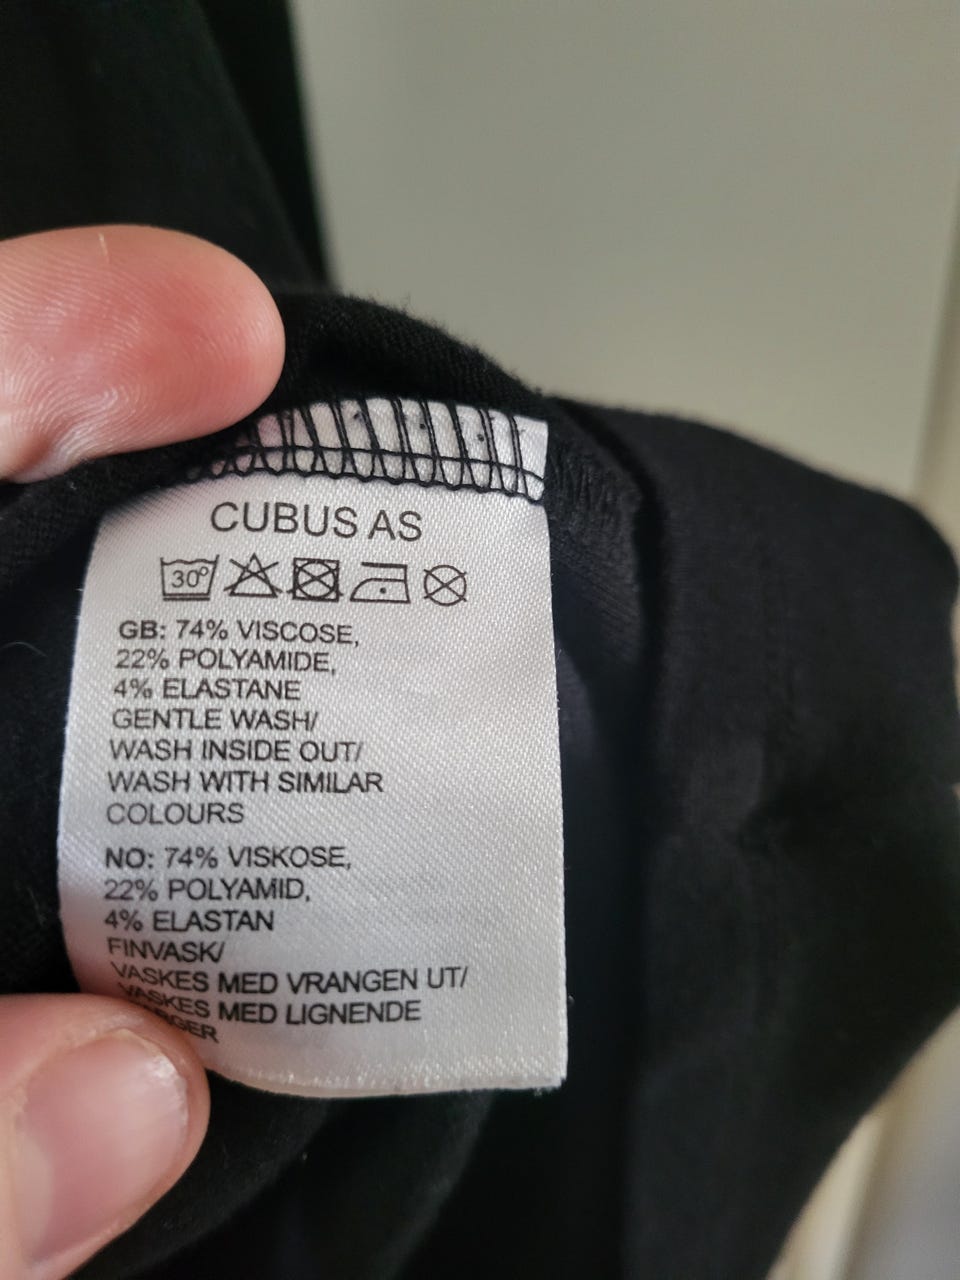 CUBUS AS
30°
GB: 74% VISCOSE,
22% POLYAMIDE,
4% ELASTANE
GENTLE WASH/
WASH INSIDE OUT/
WASH WITH SIMILAR
COLOURS
NO: 74% VISKOSE,
22% POLYAMID,
4% ELASTAN
FINVASK/
VASKES MED VRANGEN UT/
VASKES MED LIGNENDE